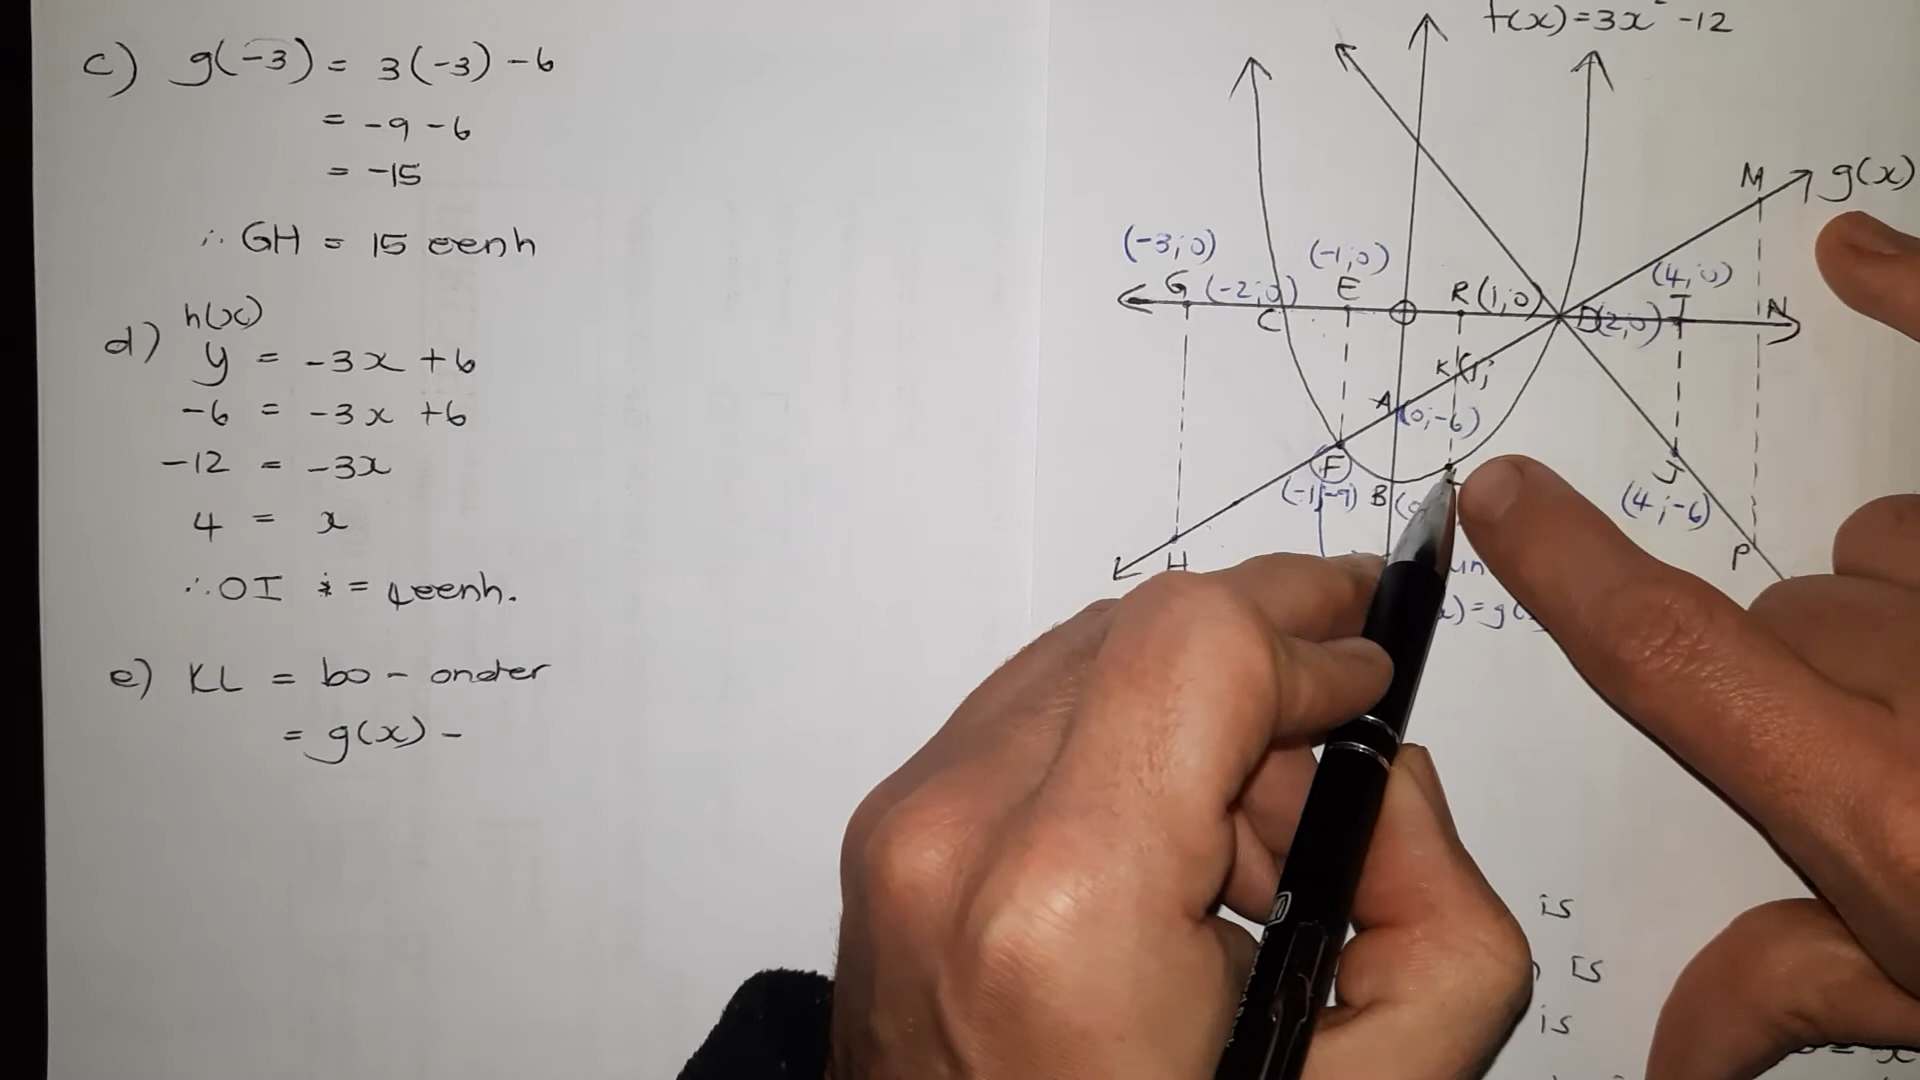 c) g(-3) = 3(-3) - 6
= -9 - 6
= -15
∴ GH = 15 eenh
d) h(x)
y = -3x + 6
-6 = -3x + 6
-12 = -3x
4 = x
∴ OI = 4eenh.
e) KL = bo - onder
= g(x) -
f(x) = 3x² - 12
M
g(x)
(-3;0)
(-1;0)
(4;0)
G
(-2;0)
E
R(1;0)
I
N
C
D(2;0)
K(1;
A
(0;-6)
F
J
(-1;-9)
B
(4;-6)
P
H
is
is
is